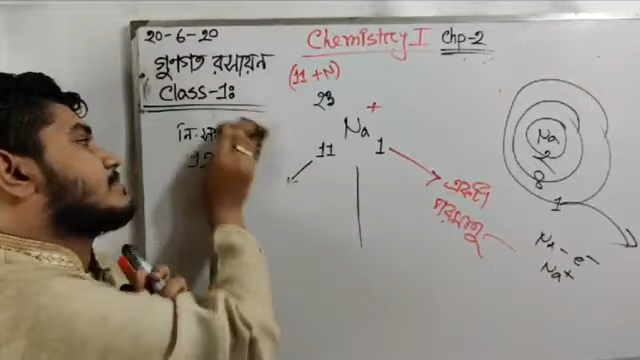 20-6-20
Chemistry I Chp-2
গুণগত রসায়ন
Class-1ঃ
(11 + N)
23
+
Na
11
1
একটি
পরমাণু
Na
2
8
1
Na - e-
Na+